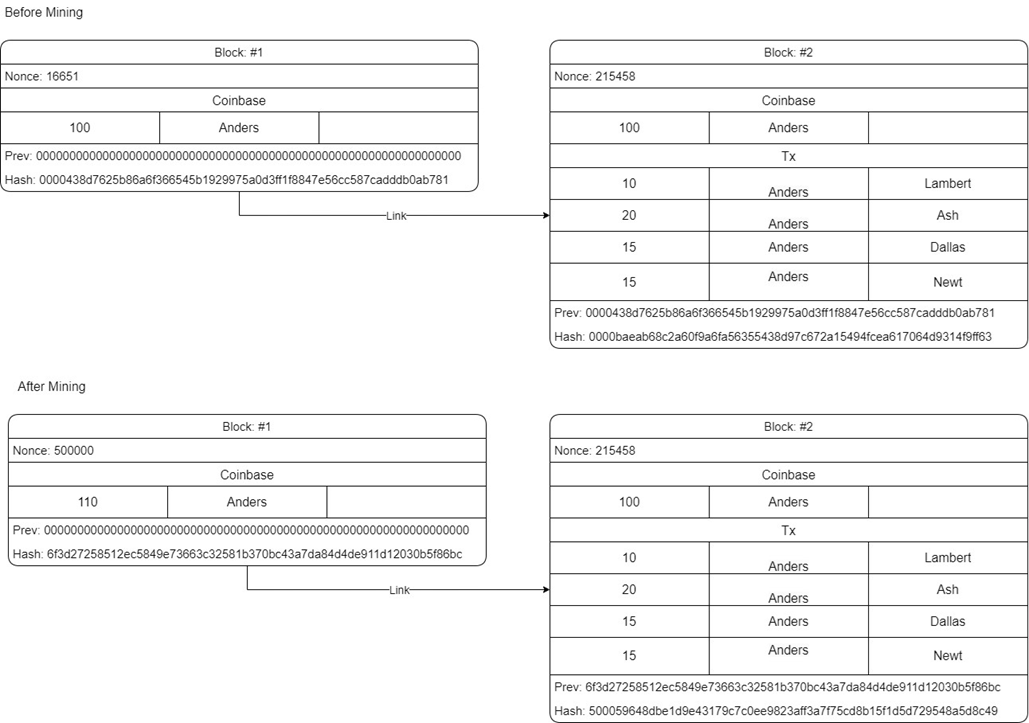 Before Mining
Block: #1
Nonce: 16651
Coinbase
100 Anders
Prev: 0000000000000000000000000000000000000000000000000000000000000000
Hash: 0000438d7625b86a6f366545b1929975a0d3ff1f8847e56cc587cadddb0ab781
Link
Block: #2
Nonce: 215458
Coinbase
100 Anders
Tx
10 Anders Lambert
20 Anders Ash
15 Anders Dallas
15 Anders Newt
Prev: 0000438d7625b86a6f366545b1929975a0d3ff1f8847e56cc587cadddb0ab781
Hash: 0000baeab68c2a60f9a6fa56355438d97c672a15494fcea617064d9314f9ff63
After Mining
Block: #1
Nonce: 500000
Coinbase
110 Anders
Prev: 0000000000000000000000000000000000000000000000000000000000000000
Hash: 6f3d27258512ec5849e73663c32581b370bc43a7da84d4de911d12030b5f86bc
Link
Block: #2
Nonce: 215458
Coinbase
100 Anders
Tx
10 Anders Lambert
20 Anders Ash
15 Anders Dallas
15 Anders Newt
Prev: 6f3d27258512ec5849e73663c32581b370bc43a7da84d4de911d12030b5f86bc
Hash: 500059648dbe1d9e43179c7c0ee9823aff3a7f75cd8b15f1d5d729548a5d8c49